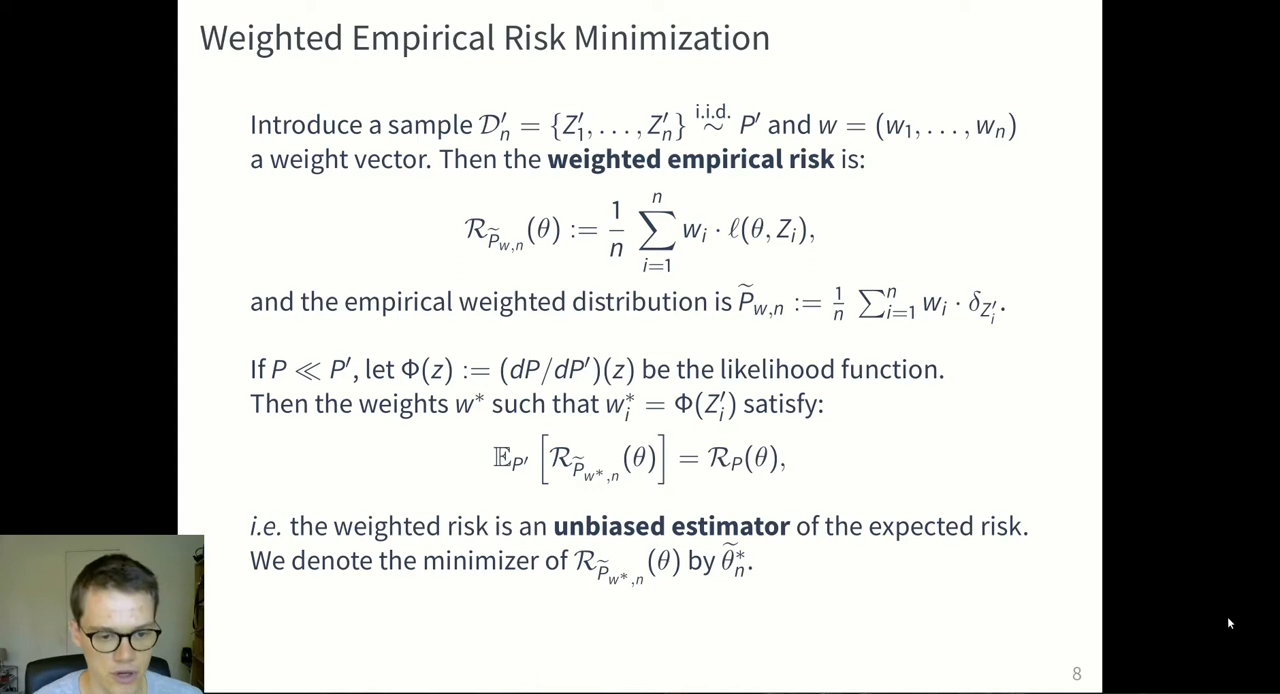 Weighted Empirical Risk Minimization
Introduce a sample 𝒟′ₙ = {Z′₁, . . . , Z′ₙ} i.i.d. ∼ P′ and w = (w₁, . . . , wₙ)
a weight vector. Then the weighted empirical risk is:
ℛ_{P̃_{w,n}}(θ) := 1/n ∑_{i=1}^{n} wᵢ · ℓ(θ, Zᵢ),
and the empirical weighted distribution is P̃_{w,n} := 1/n ∑_{i=1}^{n} wᵢ · δ_{Z′ᵢ}.
If P ≪ P′, let Φ(z) := (dP/dP′)(z) be the likelihood function.
Then the weights w* such that w*ᵢ = Φ(Z′ᵢ) satisfy:
𝔼_{P′} [ℛ_{P̃_{w*,n}}(θ)] = ℛ_P(θ),
i.e. the weighted risk is an unbiased estimator of the expected risk.
We denote the minimizer of ℛ_{P̃_{w*,n}}(θ) by θ̃*ₙ.
8